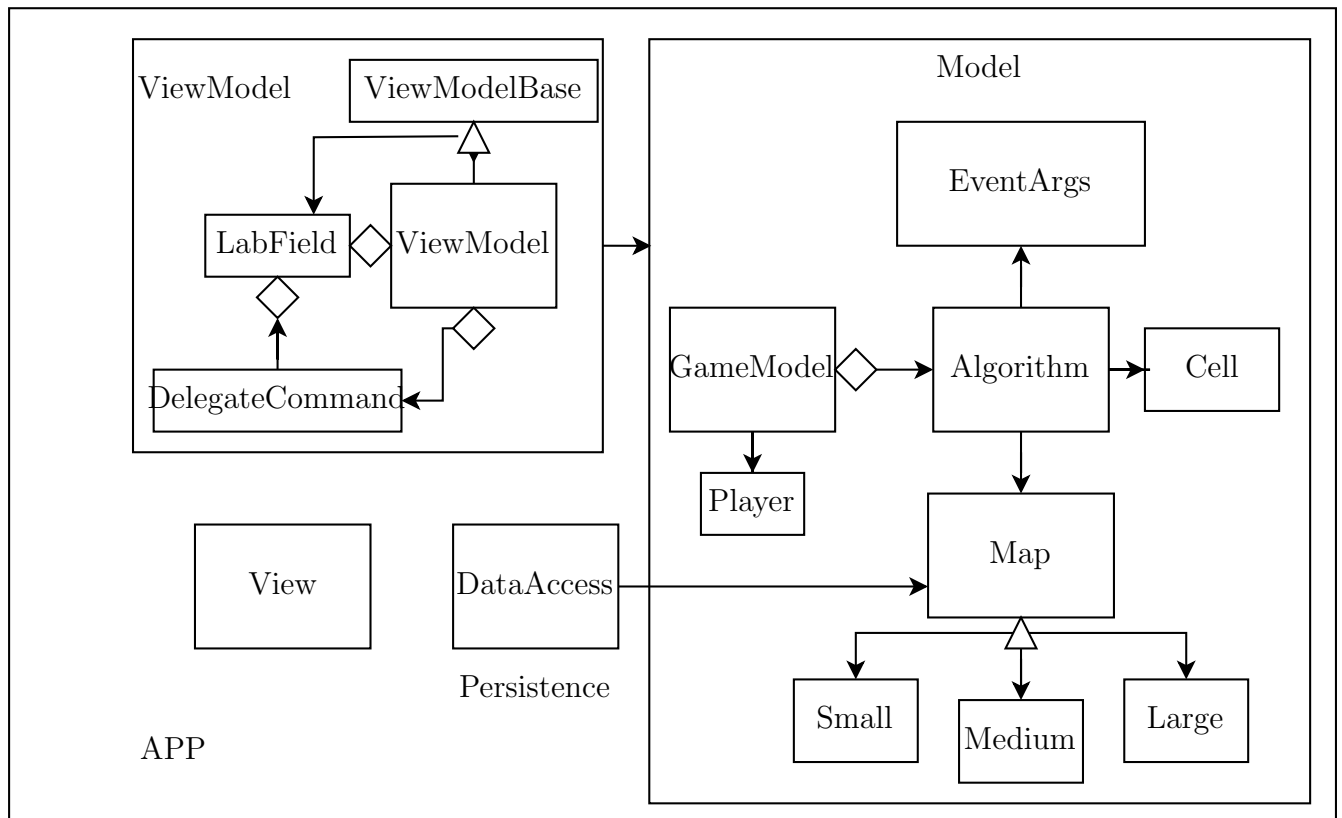 ViewModel
ViewModelBase
LabField
ViewModel
DelegateCommand
Model
EventArgs
GameModel
Algorithm
Cell
Player
Map
View
DataAccess
Persistence
Small
Medium
Large
APP